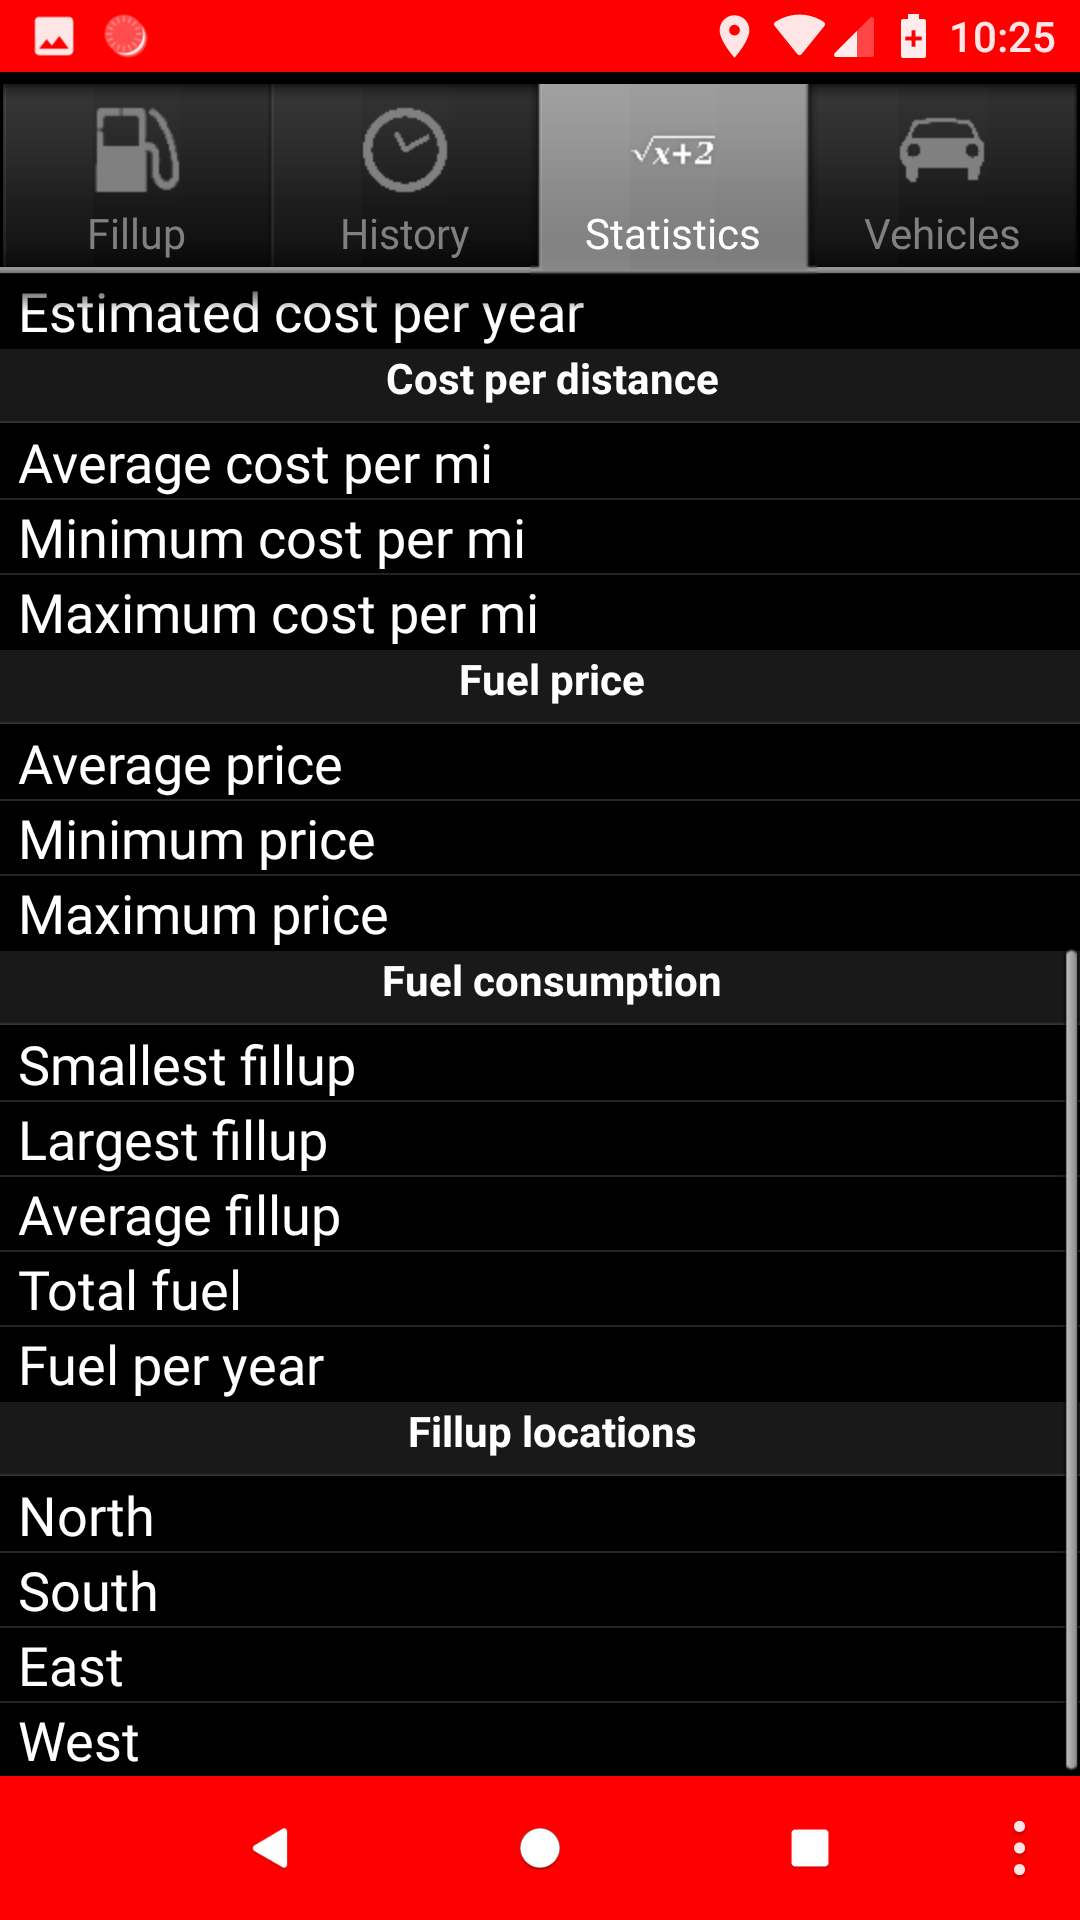 10:25
√x+2
Fillup History Statistics Vehicles
Estimated cost per year
Cost per distance
Average cost per mi
Minimum cost per mi
Maximum cost per mi
Fuel price
Average price
Minimum price
Maximum price
Fuel consumption
Smallest fillup
Largest fillup
Average fillup
Total fuel
Fuel per year
Fillup locations
North
South
East
West